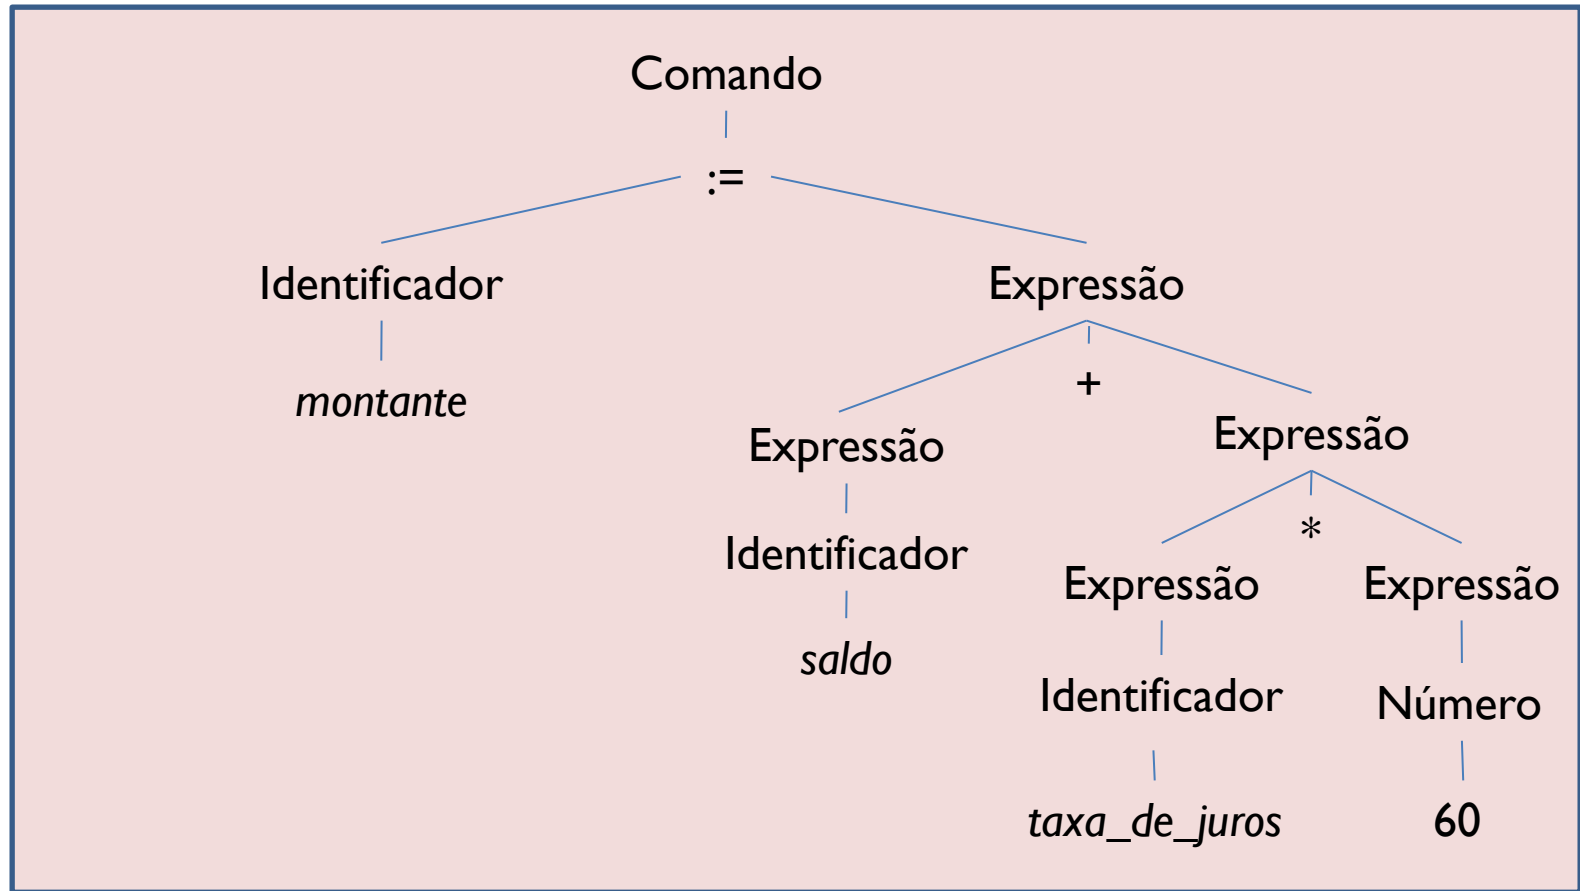 Comando
:=
Identificador
Expressão
montante
+
Expressão
Expressão
*
Identificador
Expressão
Expressão
saldo
Identificador
Número
taxa_de_juros
60